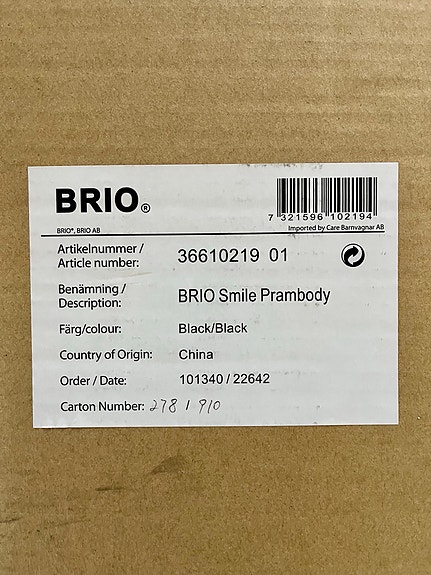 BRIO®
7 321596 102194
BRIO®, BRIO AB
Imported by Care Barnvagnar AB
Artikelnummer /
Article number: 36610219 01
Benämning /
Description: BRIO Smile Prambody
Färg/colour: Black/Black
Country of Origin: China
Order / Date: 101340 / 22642
Carton Number: 278 / 910